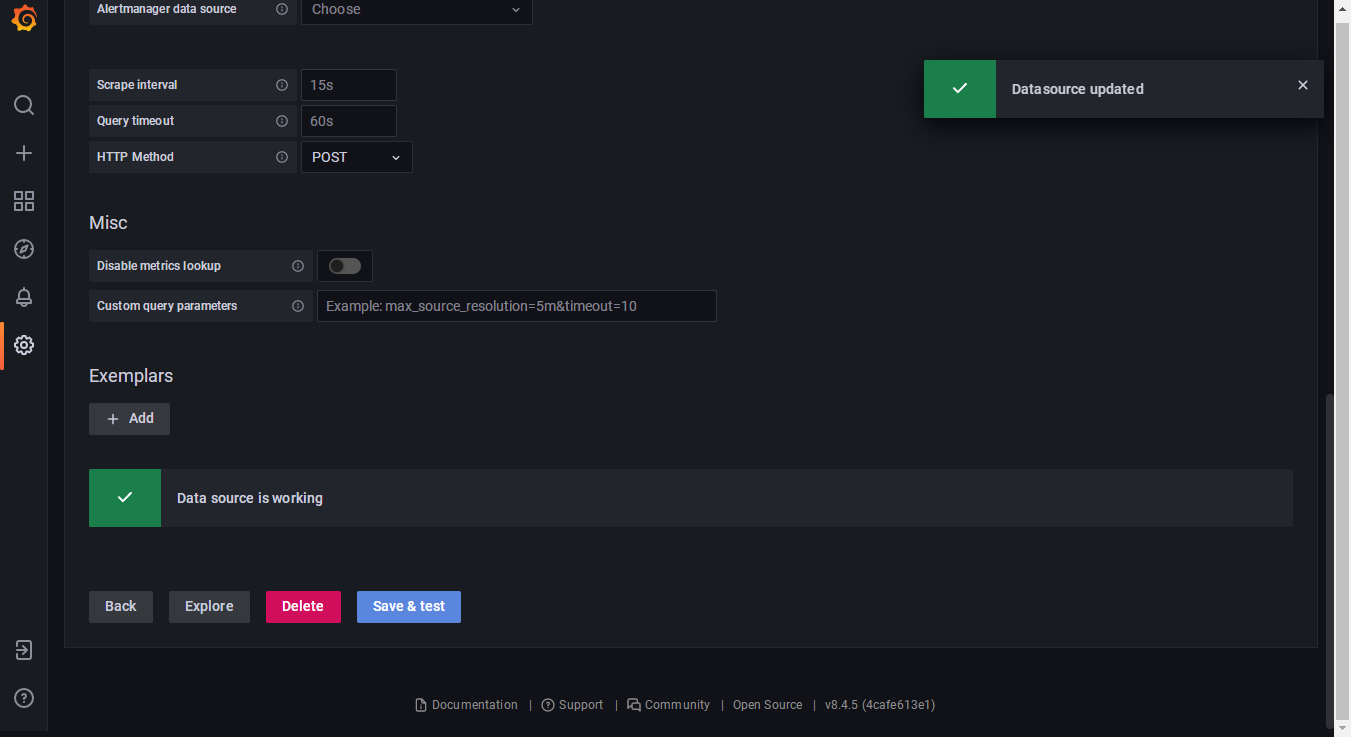 Alertmanager data source Choose
Datasource updated
Scrape interval 15s
Query timeout 60s
HTTP Method POST
Misc
Disable metrics lookup
Custom query parameters Example: max_source_resolution=5m&timeout=10
Exemplars
Add
Data source is working
Back Explore Delete Save & test
Documentation | Support | Community | Open Source | v8.4.5 (4cafe613e1)